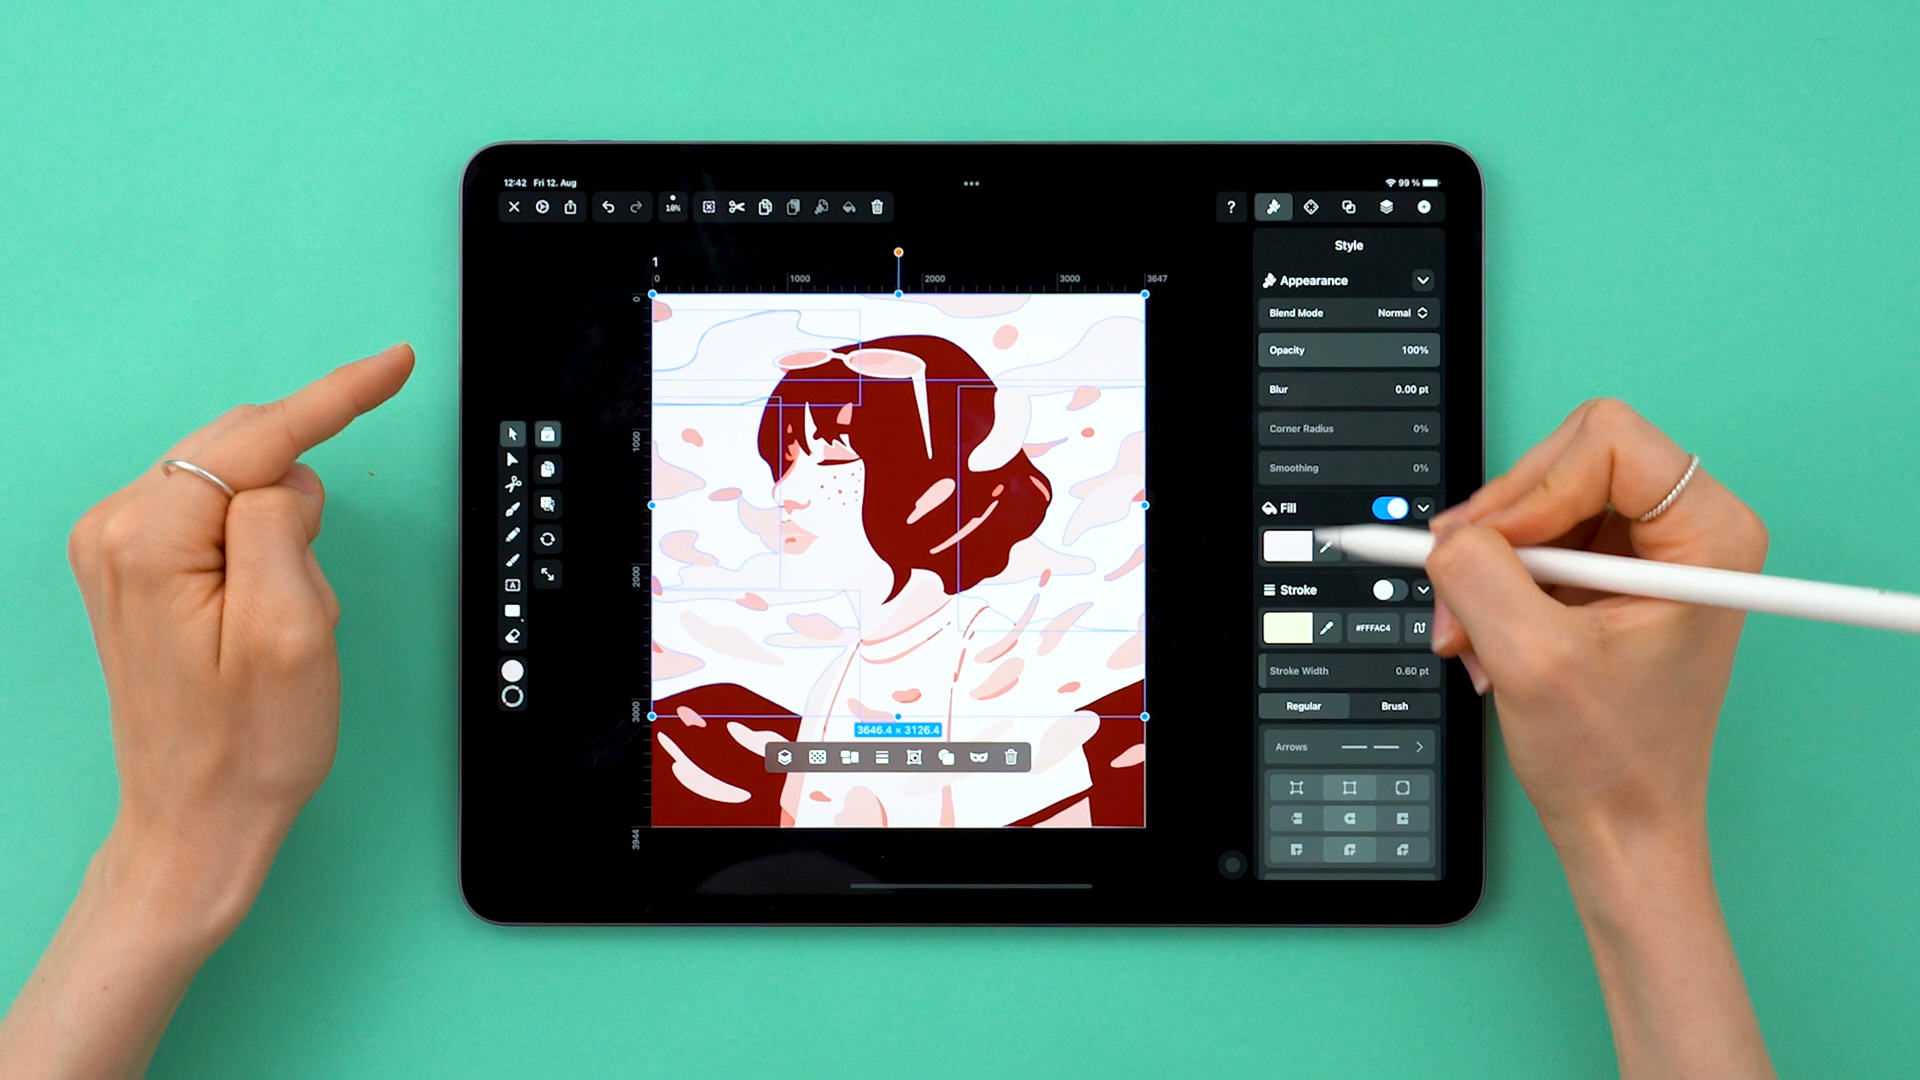 12:42 Fri 12. Aug
99 %
10%
?
1
0 1000 2000 3000 3647
0
1000
2000
3000
3944
3646.4 × 3126.4
A
Style
Appearance
Blend Mode Normal
Opacity 100%
Blur 0.00 pt
Corner Radius 0%
Smoothing 0%
Fill
Stroke
#FFFAC4
Stroke Width 0.60 pt
Regular Brush
Arrows